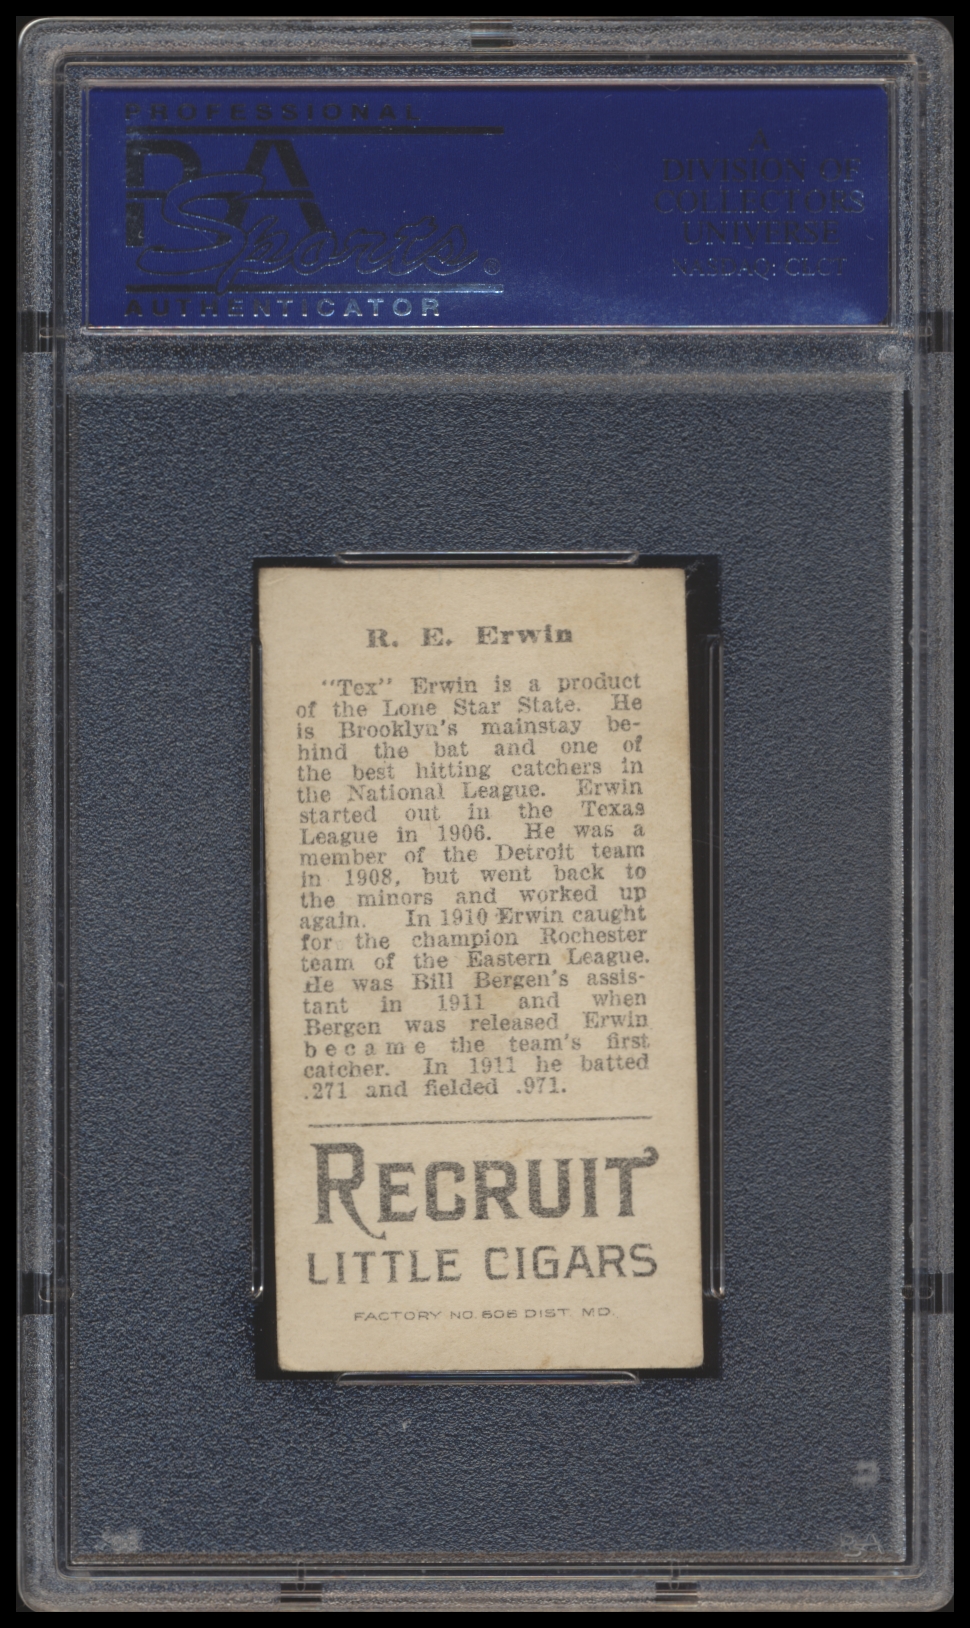 PROFESSIONAL
PSA
Sports®
AUTHENTICATOR
A
DIVISION OF
COLLECTORS
UNIVERSE
NASDAQ: CLCT
R. E. Erwin
"Tex" Erwin is a product
of the Lone Star State. He
is Brooklyn's mainstay be-
hind the bat and one of
the best hitting catchers in
the National League. Erwin
started out in the Texas
League in 1906. He was a
member of the Detroit team
in 1908, but went back to
the minors and worked up
again. In 1910 Erwin caught
for the champion Rochester
team of the Eastern League.
He was Bill Bergen's assis-
tant in 1911 and when
Bergen was released Erwin
became the team's first
catcher. In 1911 he batted
.271 and fielded .971.
RECRUIT
LITTLE CIGARS
FACTORY NO. 606 DIST. MD.
PSA